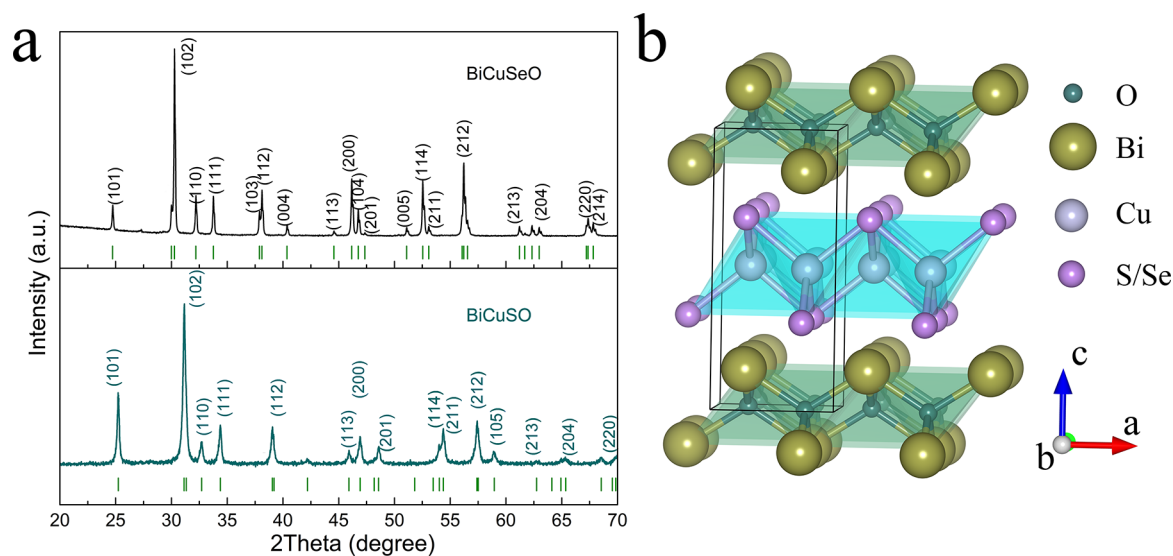 a
BiCuSeO
(101)
(102)
(110)
(111)
(103)
(112)
(004)
(113)
(200)
(104)
(201)
(005)
(114)
(211)
(212)
(213)
(204)
(220)
(214)
BiCuSO
(101)
(102)
(110)
(111)
(112)
(113)
(200)
(201)
(114)
(211)
(212)
(105)
(213)
(204)
(220)
Intensity (a.u.)
20 25 30 35 40 45 50 55 60 65 70
2Theta (degree)
b
O
Bi
Cu
S/Se
c
a
b